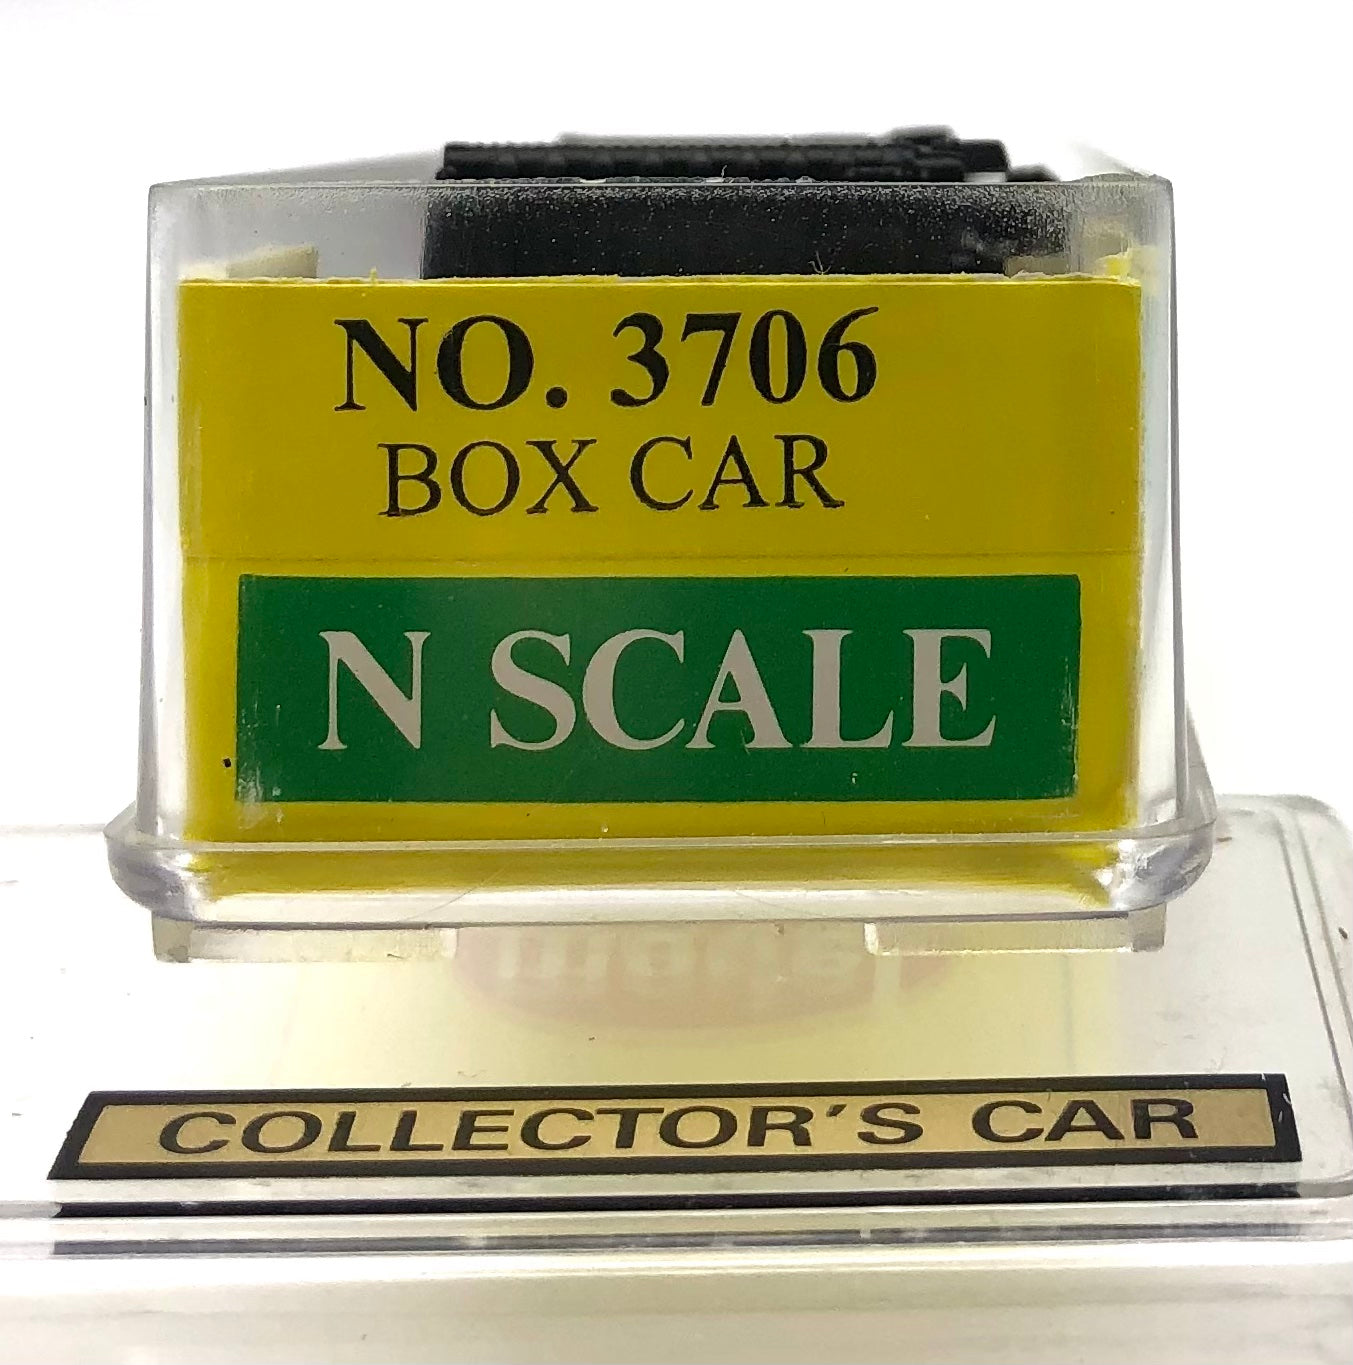 NO. 3706
BOX CAR
N SCALE
COLLECTOR'S CAR